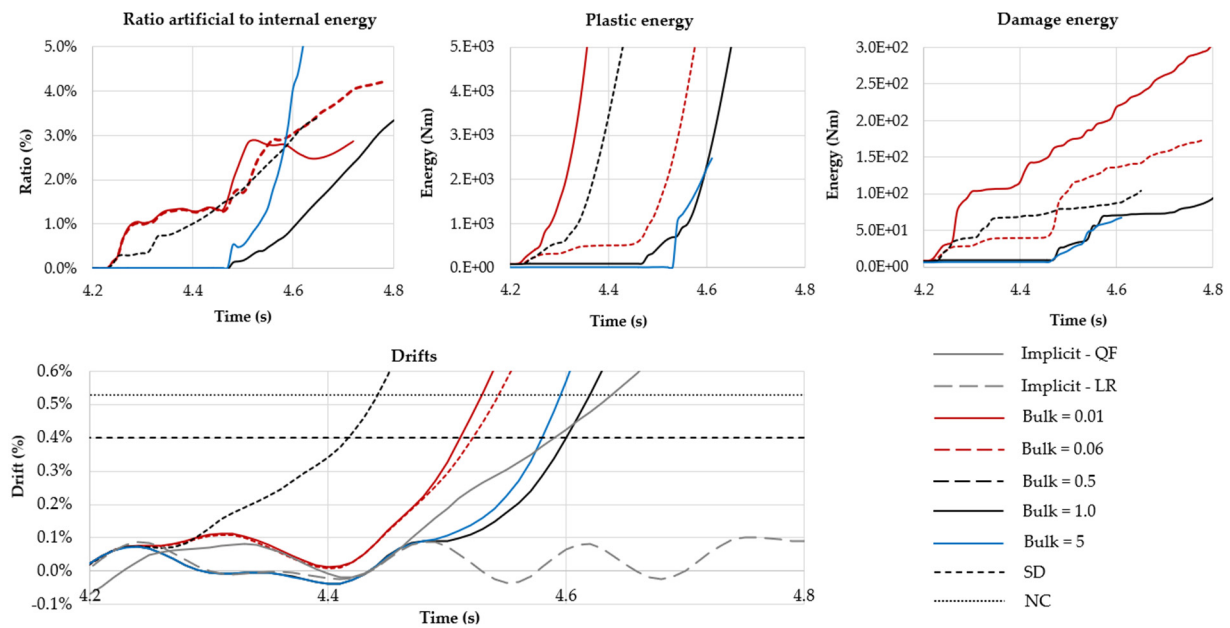 Ratio artificial to internal energy
Plastic energy
Damage energy
5.0%
4.0%
3.0%
2.0%
1.0%
0.0%
Ratio (%)
4.2 4.4 4.6 4.8
Time (s)
5.E+03
4.E+03
3.E+03
2.E+03
1.E+03
0.E+00
Energy (Nm)
4.2 4.4 4.6 4.8
Time (s)
3.0E+02
2.5E+02
2.0E+02
1.5E+02
1.0E+02
5.0E+01
0.0E+00
Energy (Nm)
4.2 4.4 4.6 4.8
Time (s)
Drifts
0.6%
0.5%
0.4%
0.3%
0.2%
0.1%
0.0%
-0.1%
Drift (%)
4.2 4.4 4.6 4.8
Time (s)
Implicit - QF
Implicit - LR
Bulk = 0.01
Bulk = 0.06
Bulk = 0.5
Bulk = 1.0
Bulk = 5
SD
NC